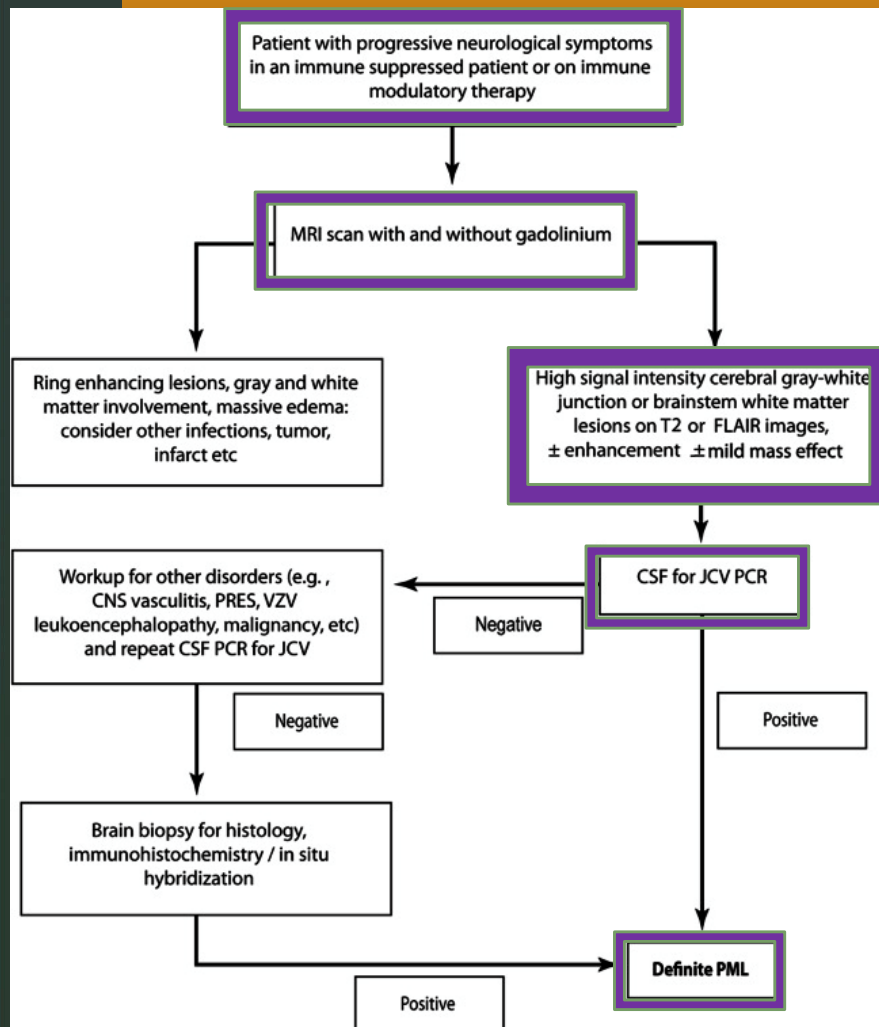 Patient with progressive neurological symptoms
in an immune suppressed patient or on immune
modulatory therapy
MRI scan with and without gadolinium
Ring enhancing lesions, gray and white
matter involvement, massive edema:
consider other infections, tumor,
infarct etc
High signal intensity cerebral gray-white
junction or brainstem white matter
lesions on T2 or FLAIR images,
± enhancement ± mild mass effect
Workup for other disorders (e.g. ,
CNS vasculitis, PRES, VZV
leukoencephalopathy, malignancy, etc)
and repeat CSF PCR for JCV
CSF for JCV PCR
Negative
Negative
Positive
Brain biopsy for histology,
immunohistochemistry / in situ
hybridization
Definite PML
Positive